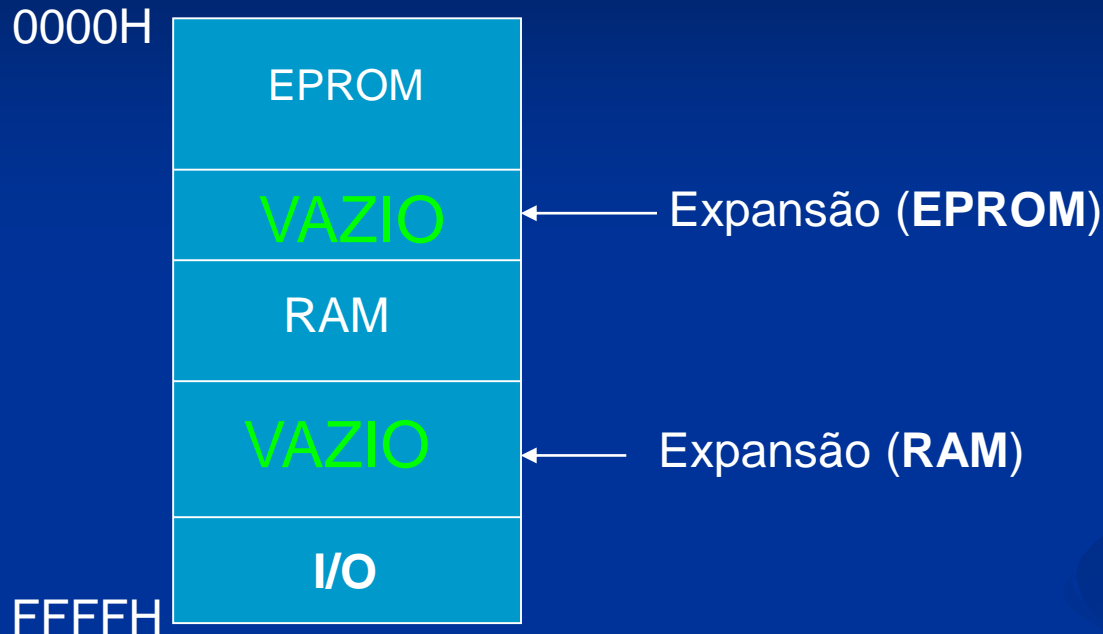 0000H
EPROM
VAZIO
Expansão (EPROM)
RAM
VAZIO
Expansão (RAM)
I/O
FFFFH